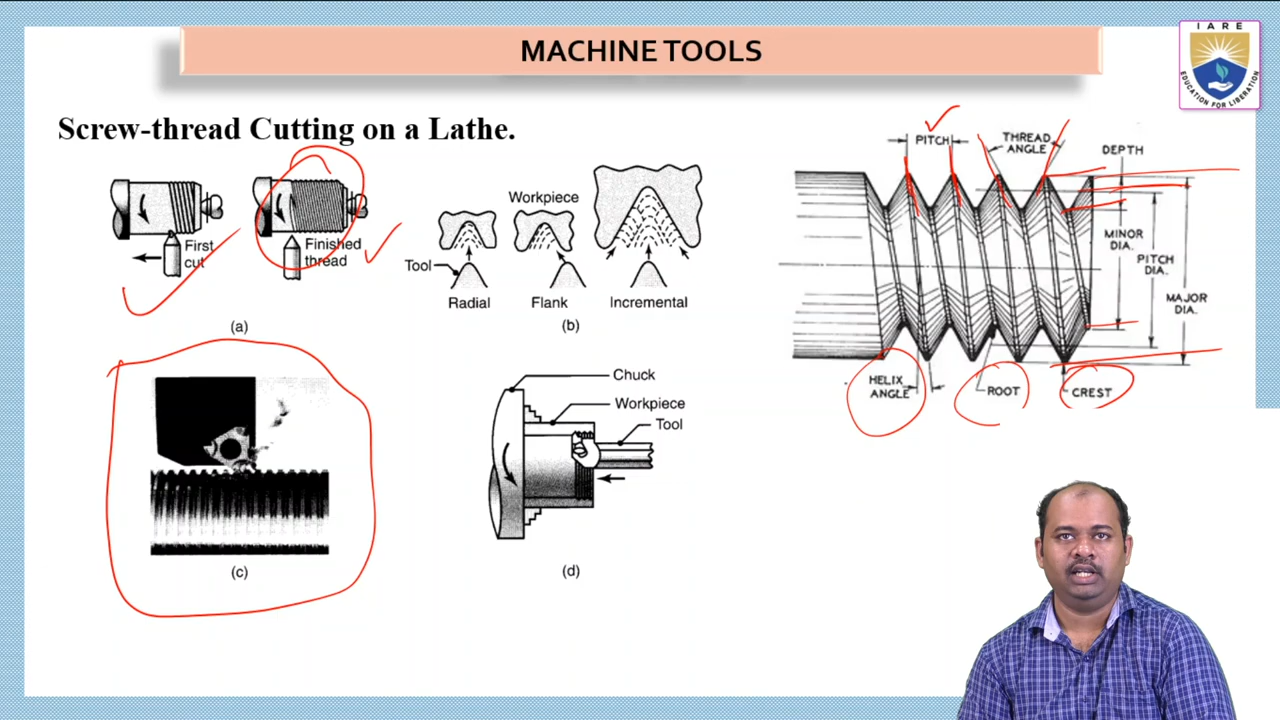 MACHINE TOOLS
I A R E
EDUCATION FOR LIBERATION
Screw-thread Cutting on a Lathe.
First
cut
Finished
thread
(a)
Workpiece
Tool
Radial
Flank
Incremental
(b)
PITCH
THREAD
ANGLE
DEPTH
MINOR
DIA.
PITCH
DIA.
MAJOR
DIA.
HELIX
ANGLE
ROOT
CREST
(c)
Chuck
Workpiece
Tool
(d)